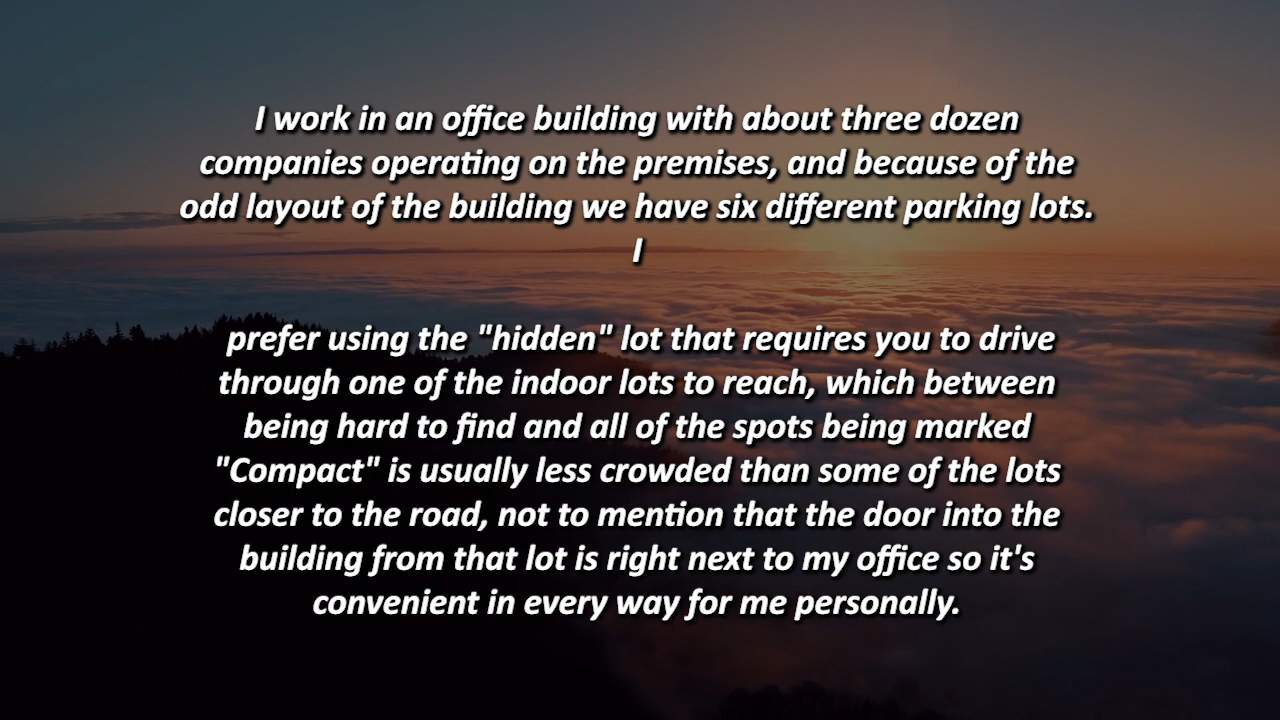 I work in an office building with about three dozen
companies operating on the premises, and because of the
odd layout of the building we have six different parking lots.
I
prefer using the "hidden" lot that requires you to drive
through one of the indoor lots to reach, which between
being hard to find and all of the spots being marked
"Compact" is usually less crowded than some of the lots
closer to the road, not to mention that the door into the
building from that lot is right next to my office so it's
convenient in every way for me personally.